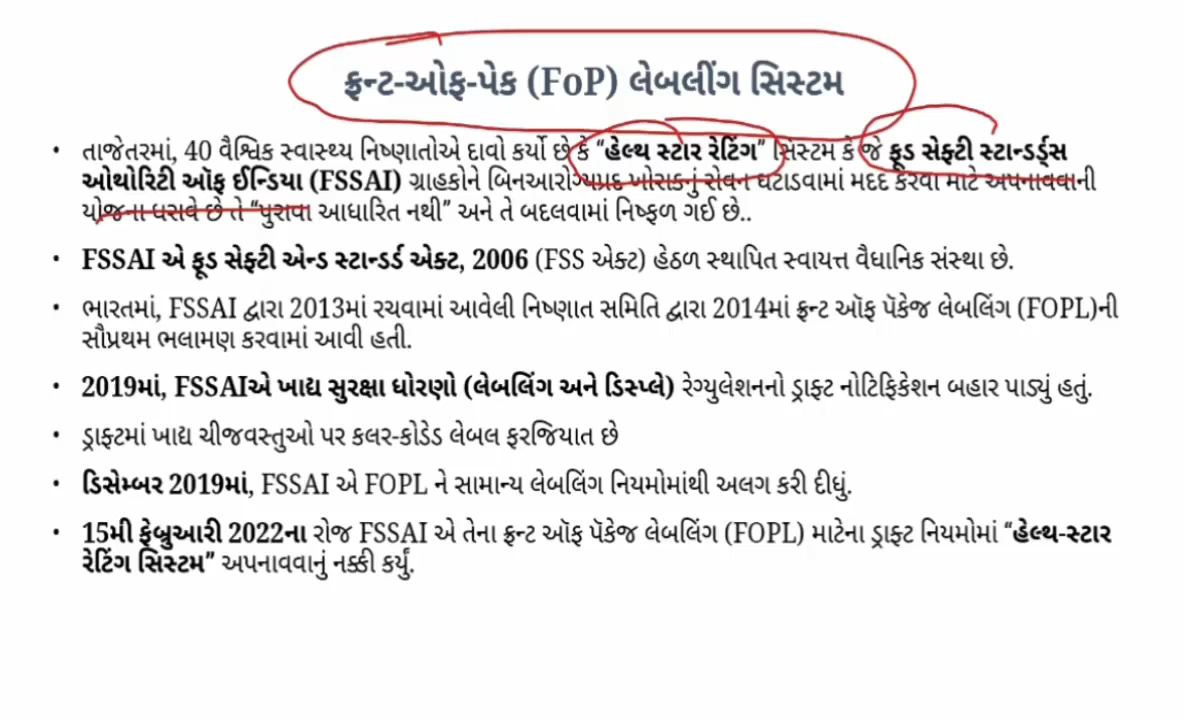 ફ્રન્ટ-ઓફ-પેક (FoP) લેબલીંગ સિસ્ટમ
• તાજેતરમાં, 40 વૈશ્વિક સ્વાસ્થ્ય નિષ્ણાતોએ દાવો કર્યો છે કે “હેલ્થ સ્ટાર રેટિંગ” સિસ્ટમ કે જે ફૂડ સેફ્ટી સ્ટાન્ડર્ડ્સ
ઓથોરિટી ઑફ ઈન્ડિયા (FSSAI) ગ્રાહકોને બિનઆરોગ્યપ્રદ ખોરાકનું સેવન ઘટાડવામાં મદદ કરવા માટે અપનાવવાની
યોજના ધરાવે છે તે “પુરાવા આધારિત નથી” અને તે બદલવામાં નિષ્ફળ ગઈ છે..
• FSSAI એ ફૂડ સેફ્ટી એન્ડ સ્ટાન્ડર્ડ એક્ટ, 2006 (FSS એક્ટ) હેઠળ સ્થાપિત સ્વાયત્ત વૈધાનિક સંસ્થા છે.
• ભારતમાં, FSSAI દ્વારા 2013માં રચવામાં આવેલી નિષ્ણાત સમિતિ દ્વારા 2014માં ફ્રન્ટ ઑફ પૅકેજ લેબલિંગ (FOPL)ની
સૌપ્રથમ ભલામણ કરવામાં આવી હતી.
• 2019માં, FSSAIએ ખાદ્ય સુરક્ષા ધોરણો (લેબલિંગ અને ડિસ્પ્લે) રેગ્યુલેશનનો ડ્રાફ્ટ નોટિફિકેશન બહાર પાડ્યું હતું.
• ડ્રાફ્ટમાં ખાદ્ય ચીજવસ્તુઓ પર કલર-કોડેડ લેબલ ફરજિયાત છે
• ડિસેમ્બર 2019માં, FSSAI એ FOPL ને સામાન્ય લેબલિંગ નિયમોમાંથી અલગ કરી દીધું.
• 15મી ફેબ્રુઆરી 2022ના રોજ FSSAI એ તેના ફ્રન્ટ ઑફ પૅકેજ લેબલિંગ (FOPL) માટેના ડ્રાફ્ટ નિયમોમાં “હેલ્થ-સ્ટાર
રેટિંગ સિસ્ટમ” અપનાવવાનું નક્કી કર્યું.